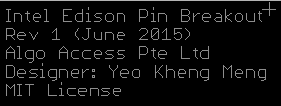 Intel Edison Pin Breakout
Rev 1 (June 2015)
Algo Access Pte Ltd
Designer: Yeo Kheng Meng
MIT License